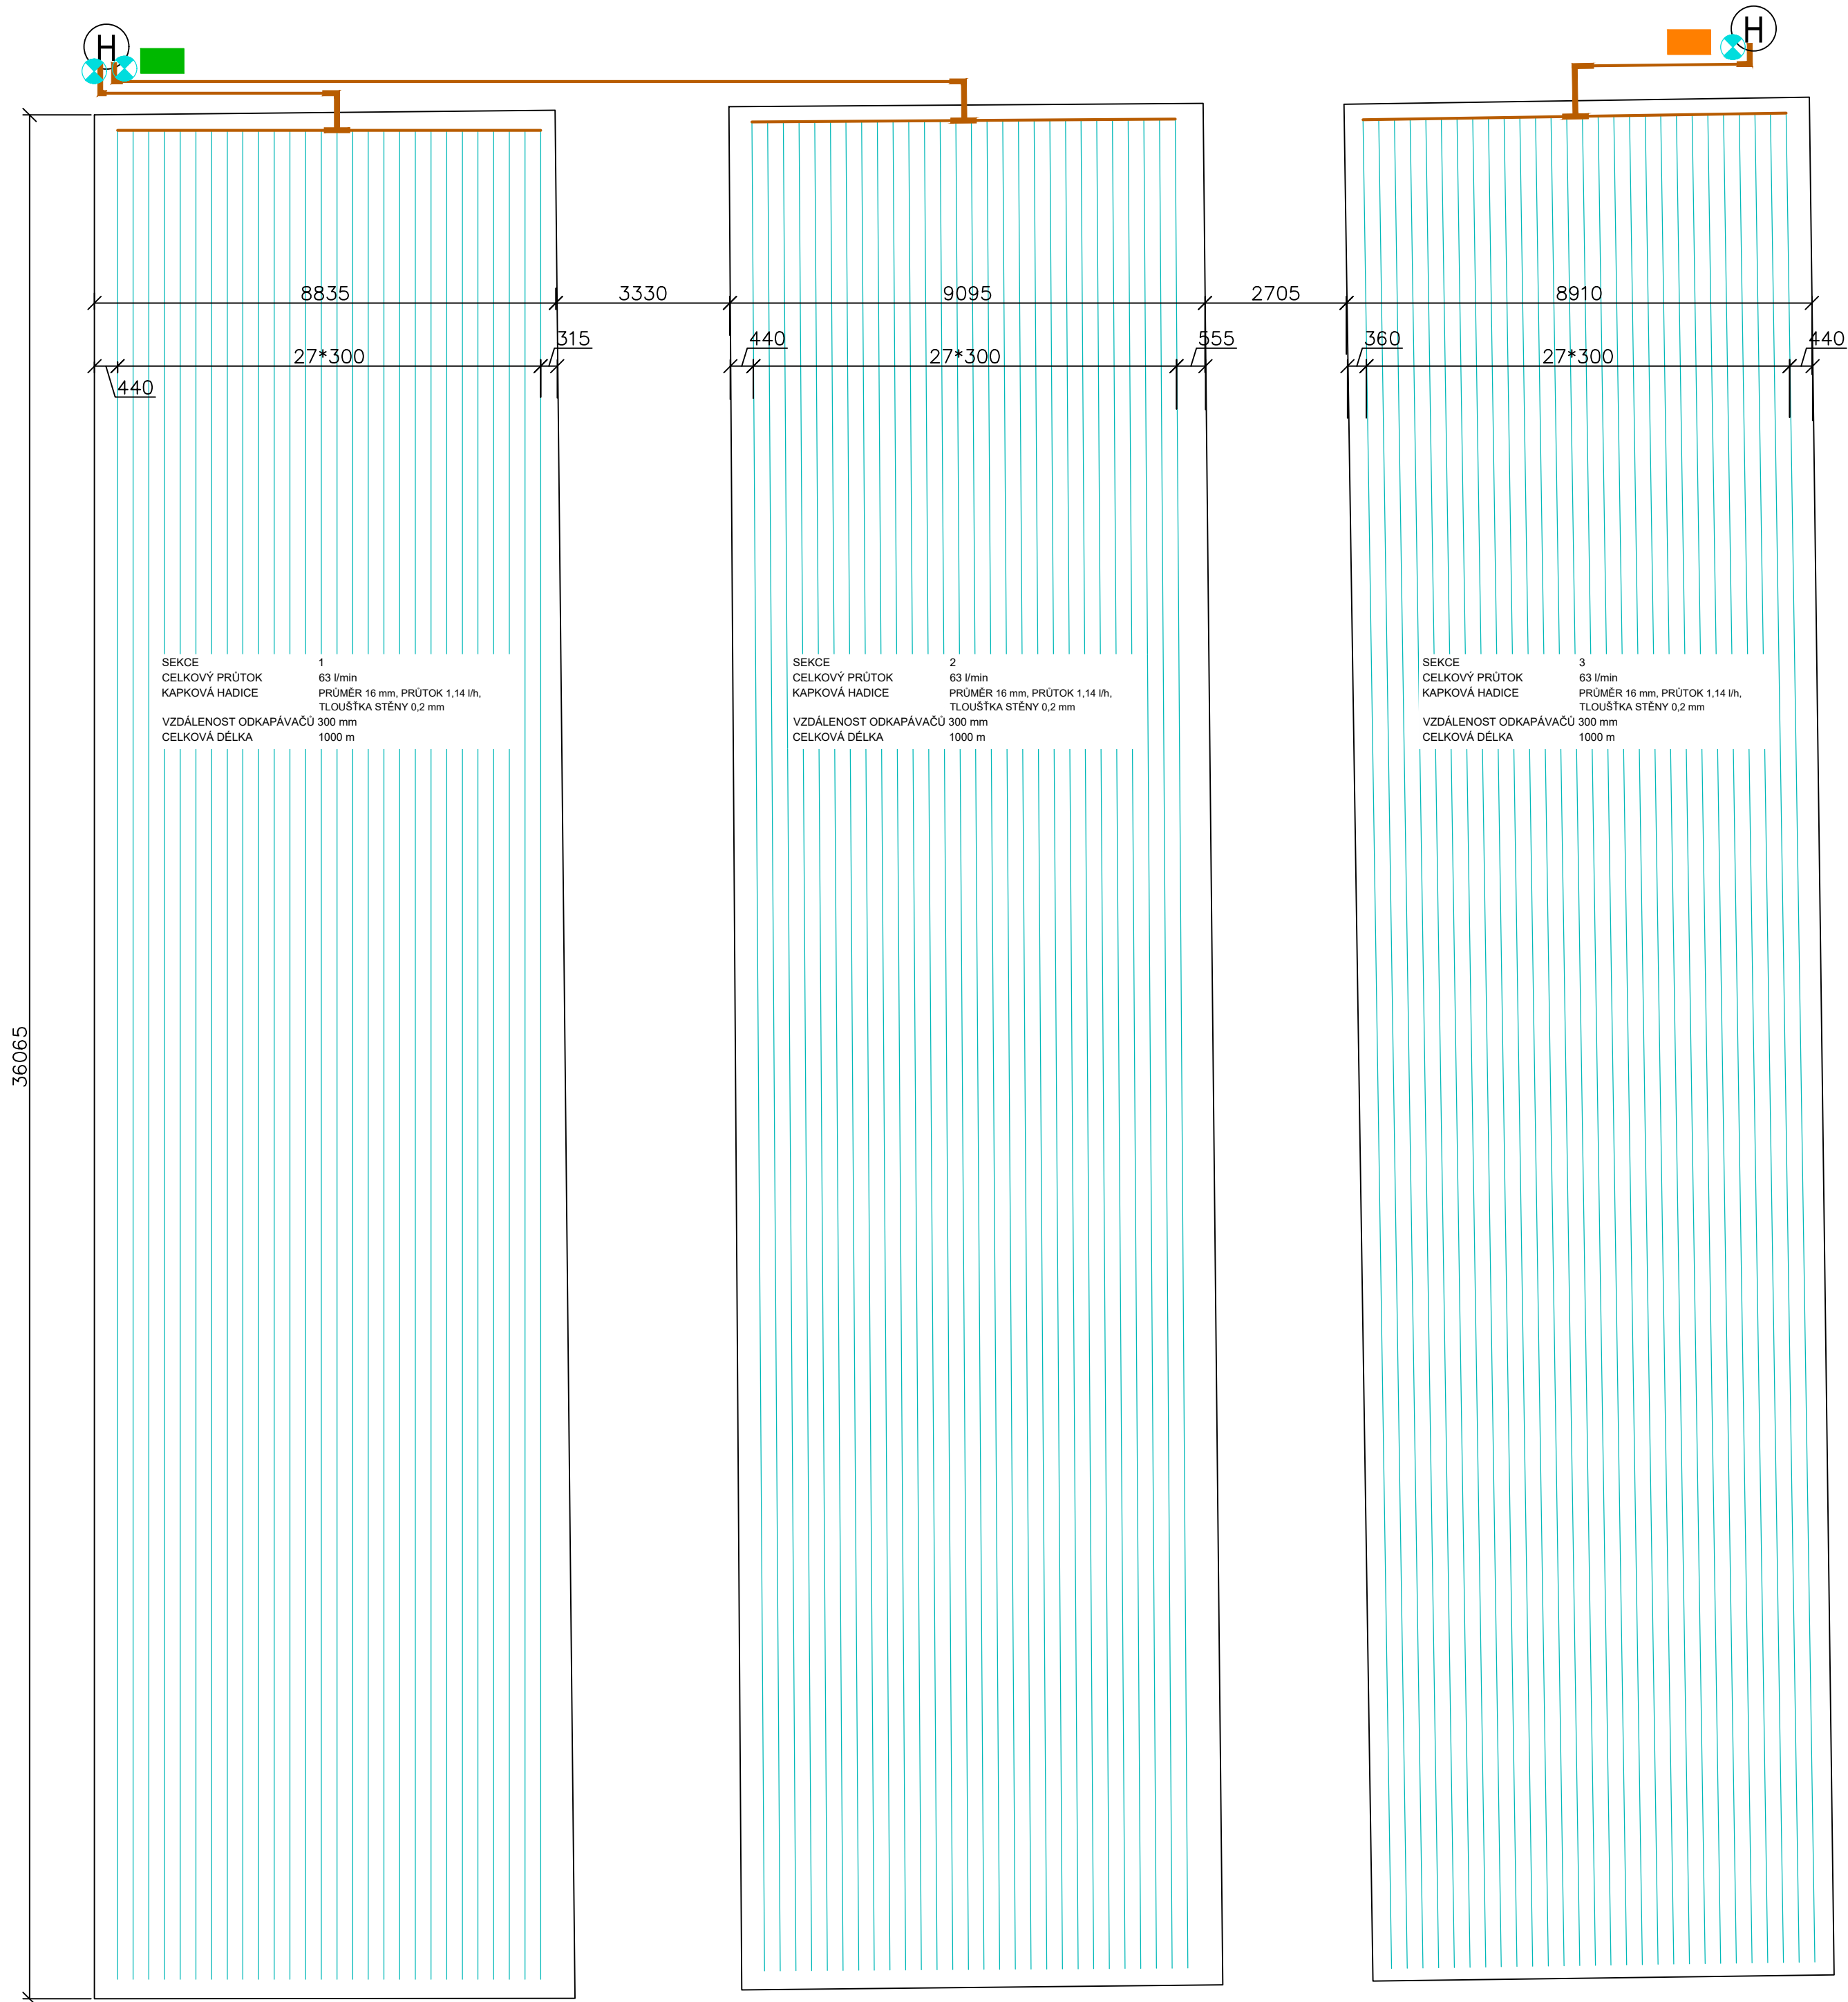 H
H
8835
3330
9095
2705
8910
440
27*300
315
440
27*300
555
360
27*300
440
SEKCE 1
CELKOVÝ PRŮTOK 63 l/min
KAPKOVÁ HADICE PRŮMĚR 16 mm, PRŮTOK 1,14 l/h,
TLOUŠŤKA STĚNY 0,2 mm
VZDÁLENOST ODKAPÁVAČŮ 300 mm
CELKOVÁ DÉLKA 1000 m
SEKCE 2
CELKOVÝ PRŮTOK 63 l/min
KAPKOVÁ HADICE PRŮMĚR 16 mm, PRŮTOK 1,14 l/h,
TLOUŠŤKA STĚNY 0,2 mm
VZDÁLENOST ODKAPÁVAČŮ 300 mm
CELKOVÁ DÉLKA 1000 m
SEKCE 3
CELKOVÝ PRŮTOK 63 l/min
KAPKOVÁ HADICE PRŮMĚR 16 mm, PRŮTOK 1,14 l/h,
TLOUŠŤKA STĚNY 0,2 mm
VZDÁLENOST ODKAPÁVAČŮ 300 mm
CELKOVÁ DÉLKA 1000 m
36065